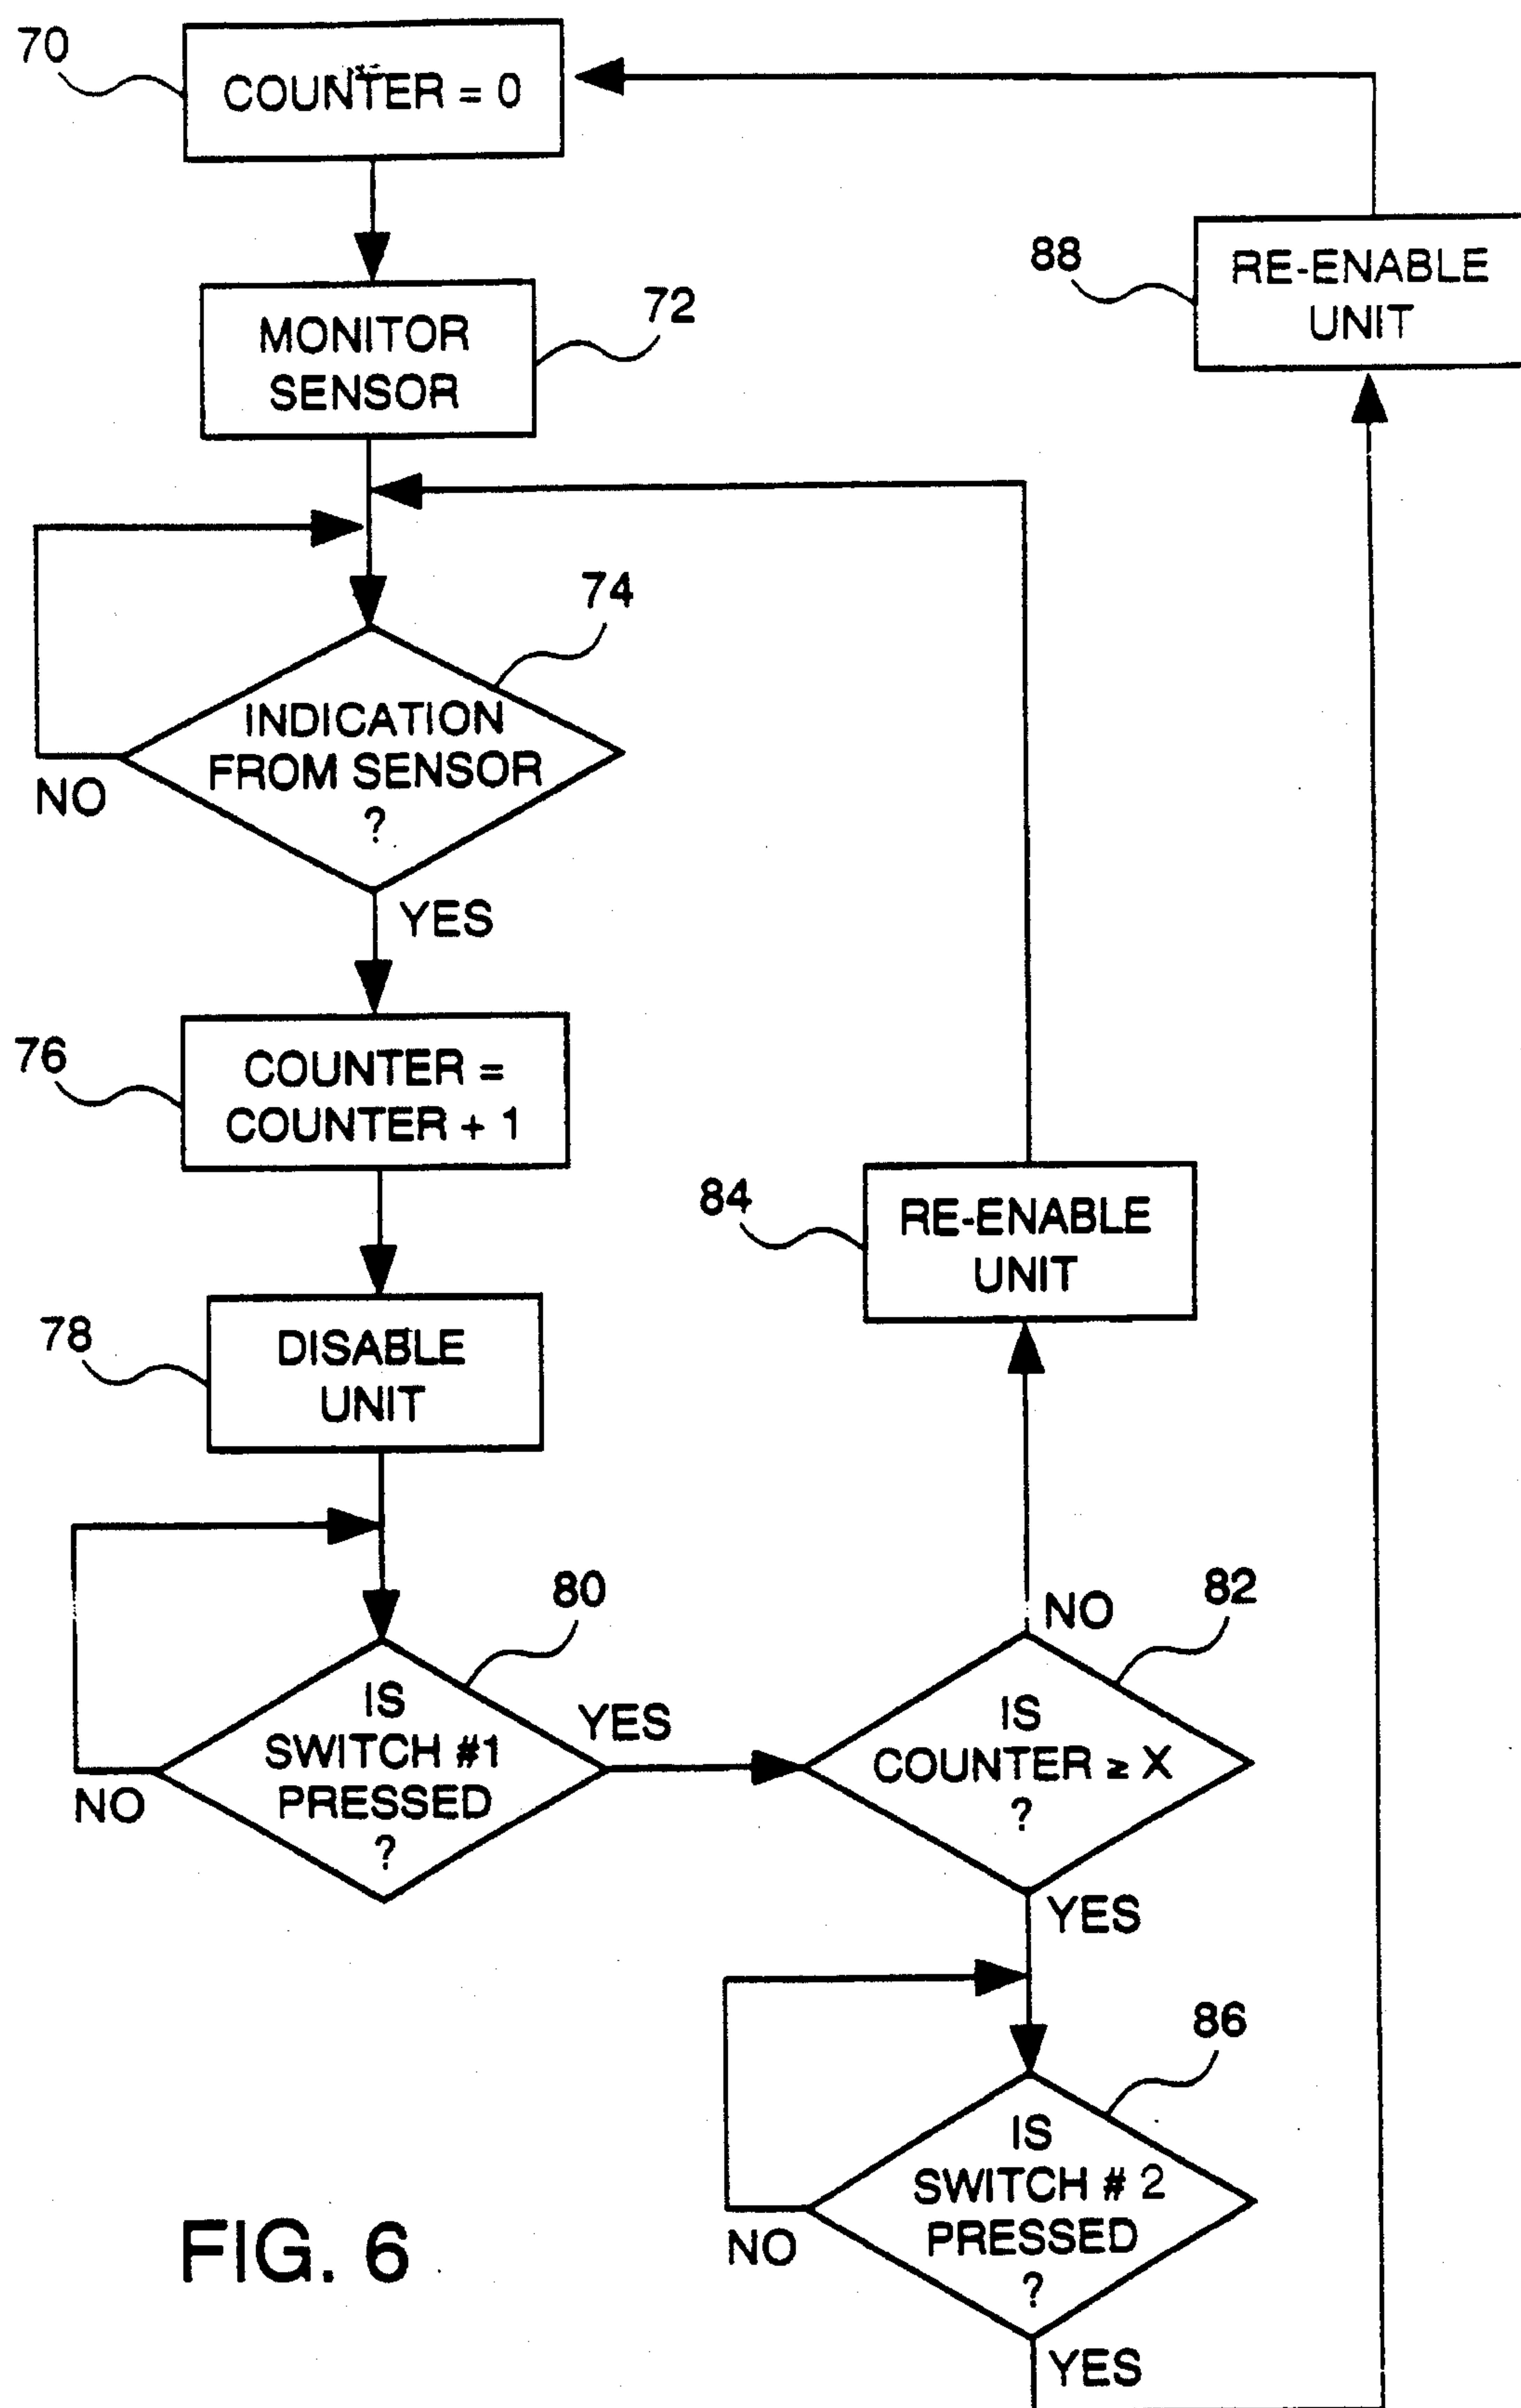 70
COUNTER = 0
88
RE-ENABLE
UNIT
72
MONITOR
SENSOR
74
INDICATION
FROM SENSOR
?
NO
YES
76
COUNTER =
COUNTER + 1
84
RE-ENABLE
UNIT
78
DISABLE
UNIT
80
IS
SWITCH #1
PRESSED
?
NO
YES
82
NO
IS
COUNTER ≥ X
?
YES
86
IS
SWITCH # 2
PRESSED
?
NO
YES
FIG. 6